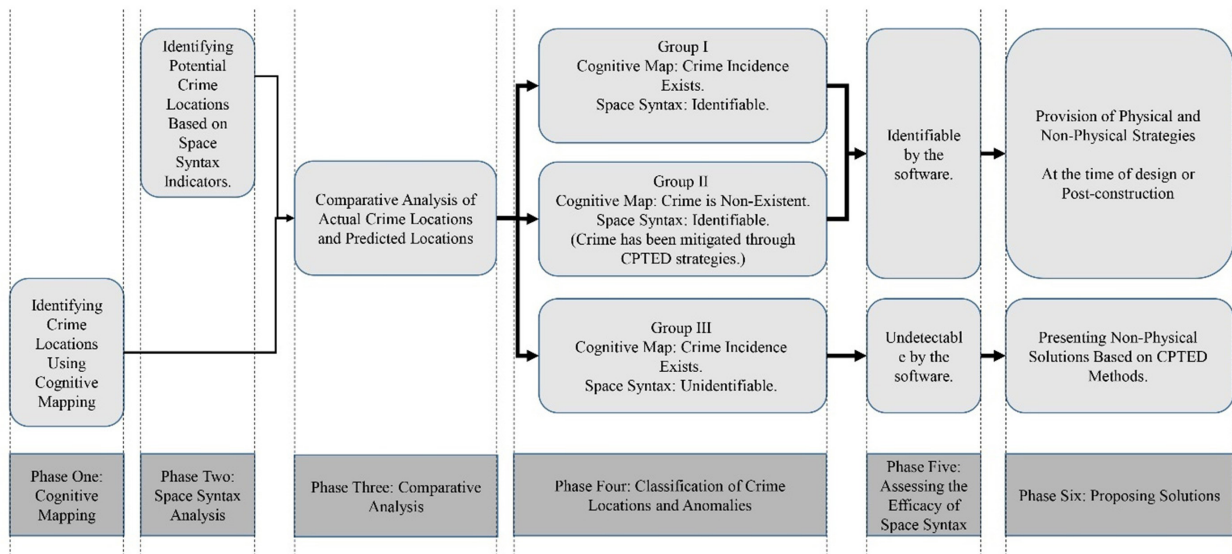 Identifying
Potential
Crime
Locations
Based on
Space
Syntax
Indicators.
Identifying
Crime
Locations
Using
Cognitive
Mapping
Comparative Analysis of
Actual Crime Locations
and Predicted Locations
Group I
Cognitive Map: Crime Incidence
Exists.
Space Syntax: Identifiable.
Group II
Cognitive Map: Crime is Non-Existent.
Space Syntax: Identifiable.
(Crime has been mitigated through
CPTED strategies.)
Group III
Cognitive Map: Crime Incidence
Exists.
Space Syntax: Unidentifiable.
Identifiable
by the
software.
Undetectabl
e by the
software.
Provision of Physical and
Non-Physical Strategies
At the time of design or
Post-construction
Presenting Non-Physical
Solutions Based on CPTED
Methods.
Phase One:
Cognitive
Mapping
Phase Two:
Space Syntax
Analysis
Phase Three: Comparative
Analysis
Phase Four: Classification of Crime
Locations and Anomalies
Phase Five:
Assessing the
Efficacy of
Space Syntax
Phase Six: Proposing Solutions